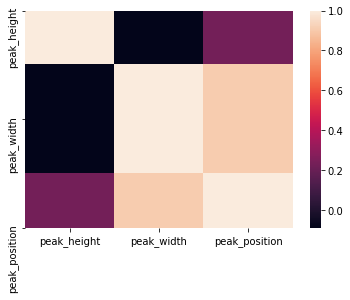 peak_height
peak_width
peak_position
peak_height
peak_width
peak_position
1.0
0.8
0.6
0.4
0.2
0.0